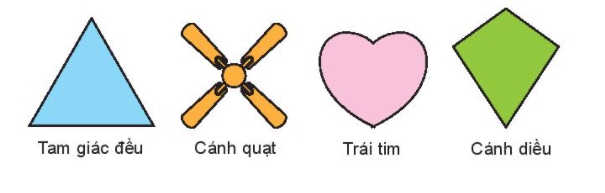 Tam giác đều
Cánh quạt
Trái tim
Cánh diều